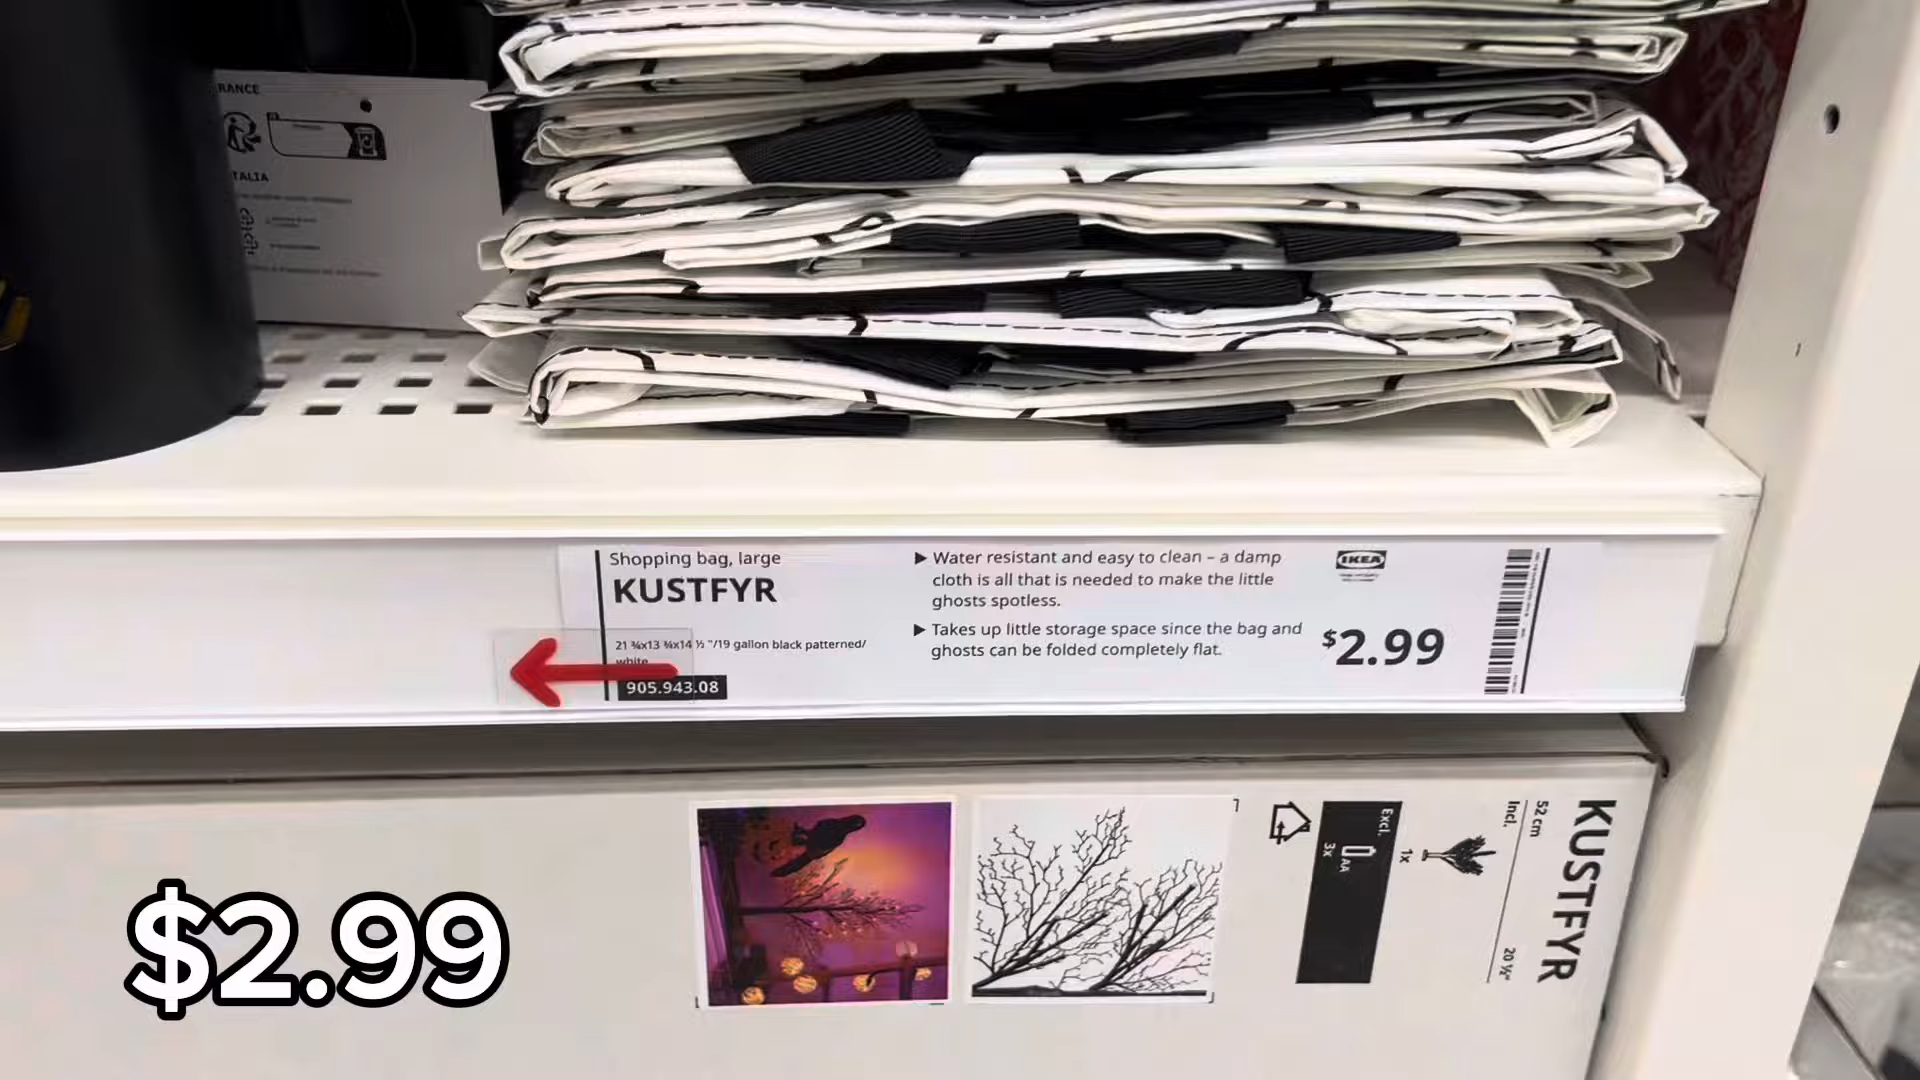 RANCE
TALIA
Shopping bag, large
KUSTFYR
21 ¾x13 ¾x14 ½ "/19 gallon black patterned/
white
905.943.08
▶ Water resistant and easy to clean – a damp
cloth is all that is needed to make the little
ghosts spotless.
▶ Takes up little storage space since the bag and
ghosts can be folded completely flat.
IKEA
$2.99
KUSTFYR
52 cm
20 ½"
Incl.
1x
Excl.
AA
3x
$2.99